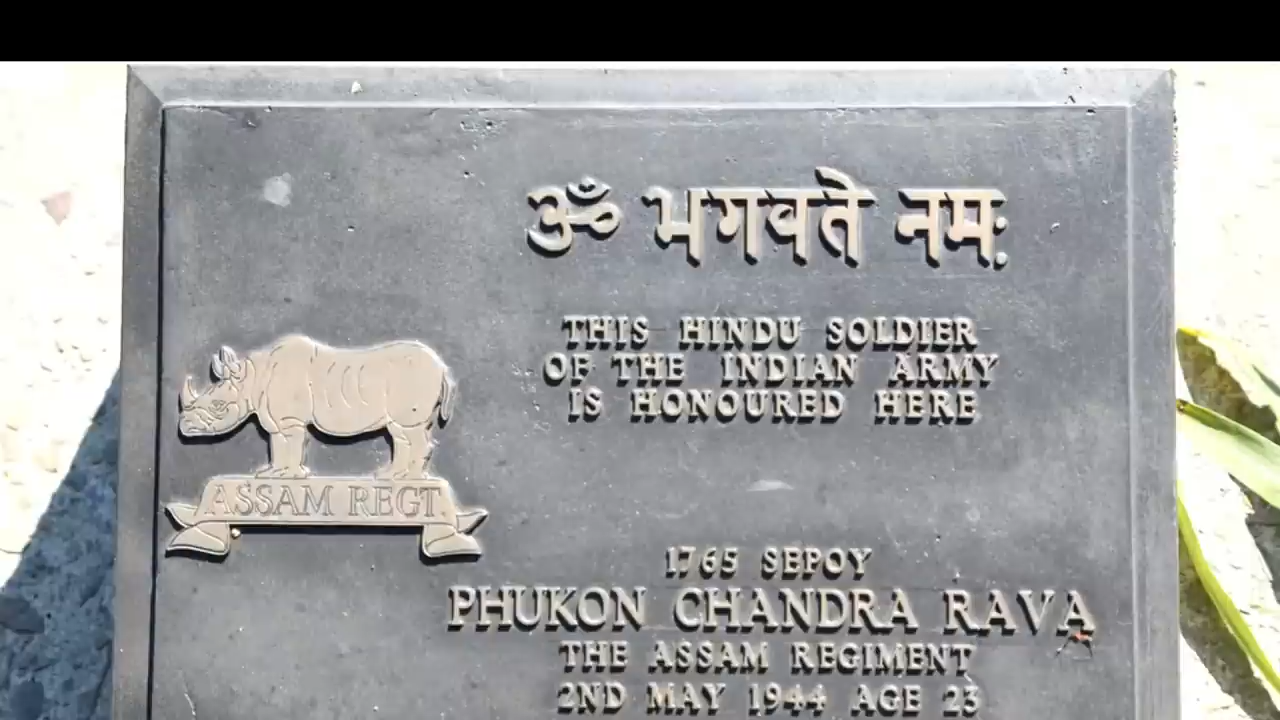 ॐ भगवते नमः
THIS HINDU SOLDIER
OF THE INDIAN ARMY
IS HONOURED HERE
ASSAM REGT.
1765 SEPOY
PHUKON CHANDRA RAVA
THE ASSAM REGIMENT
2ND MAY 1944 AGE 23